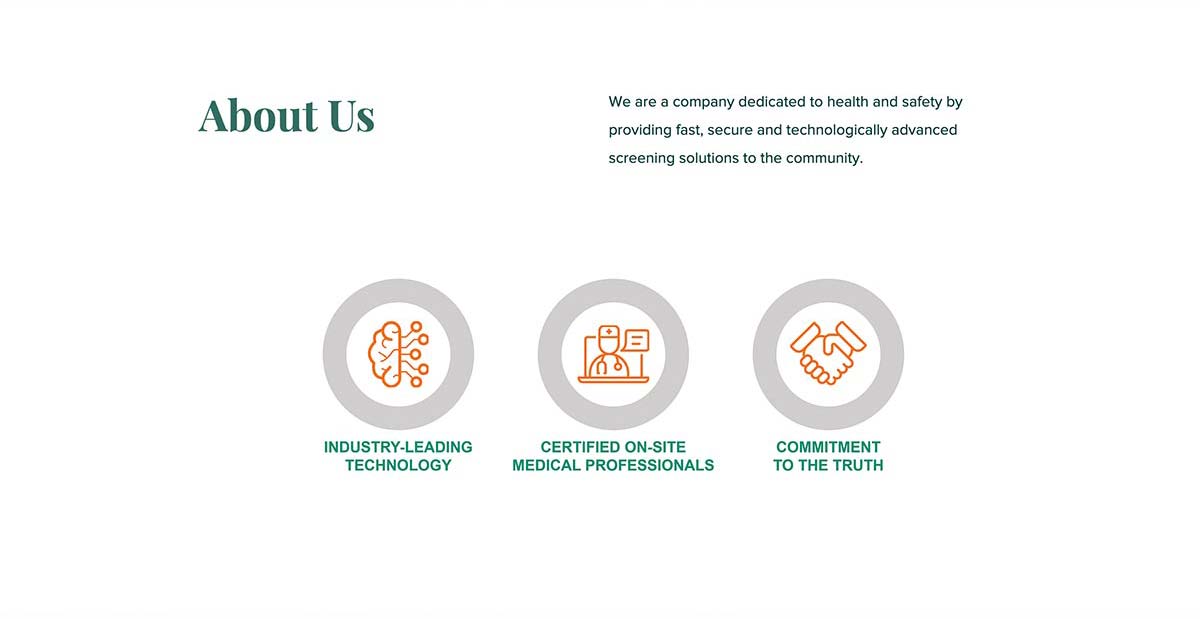 About Us
We are a company dedicated to health and safety by
providing fast, secure and technologically advanced
screening solutions to the community.
INDUSTRY-LEADING
TECHNOLOGY
CERTIFIED ON-SITE
MEDICAL PROFESSIONALS
COMMITMENT
TO THE TRUTH